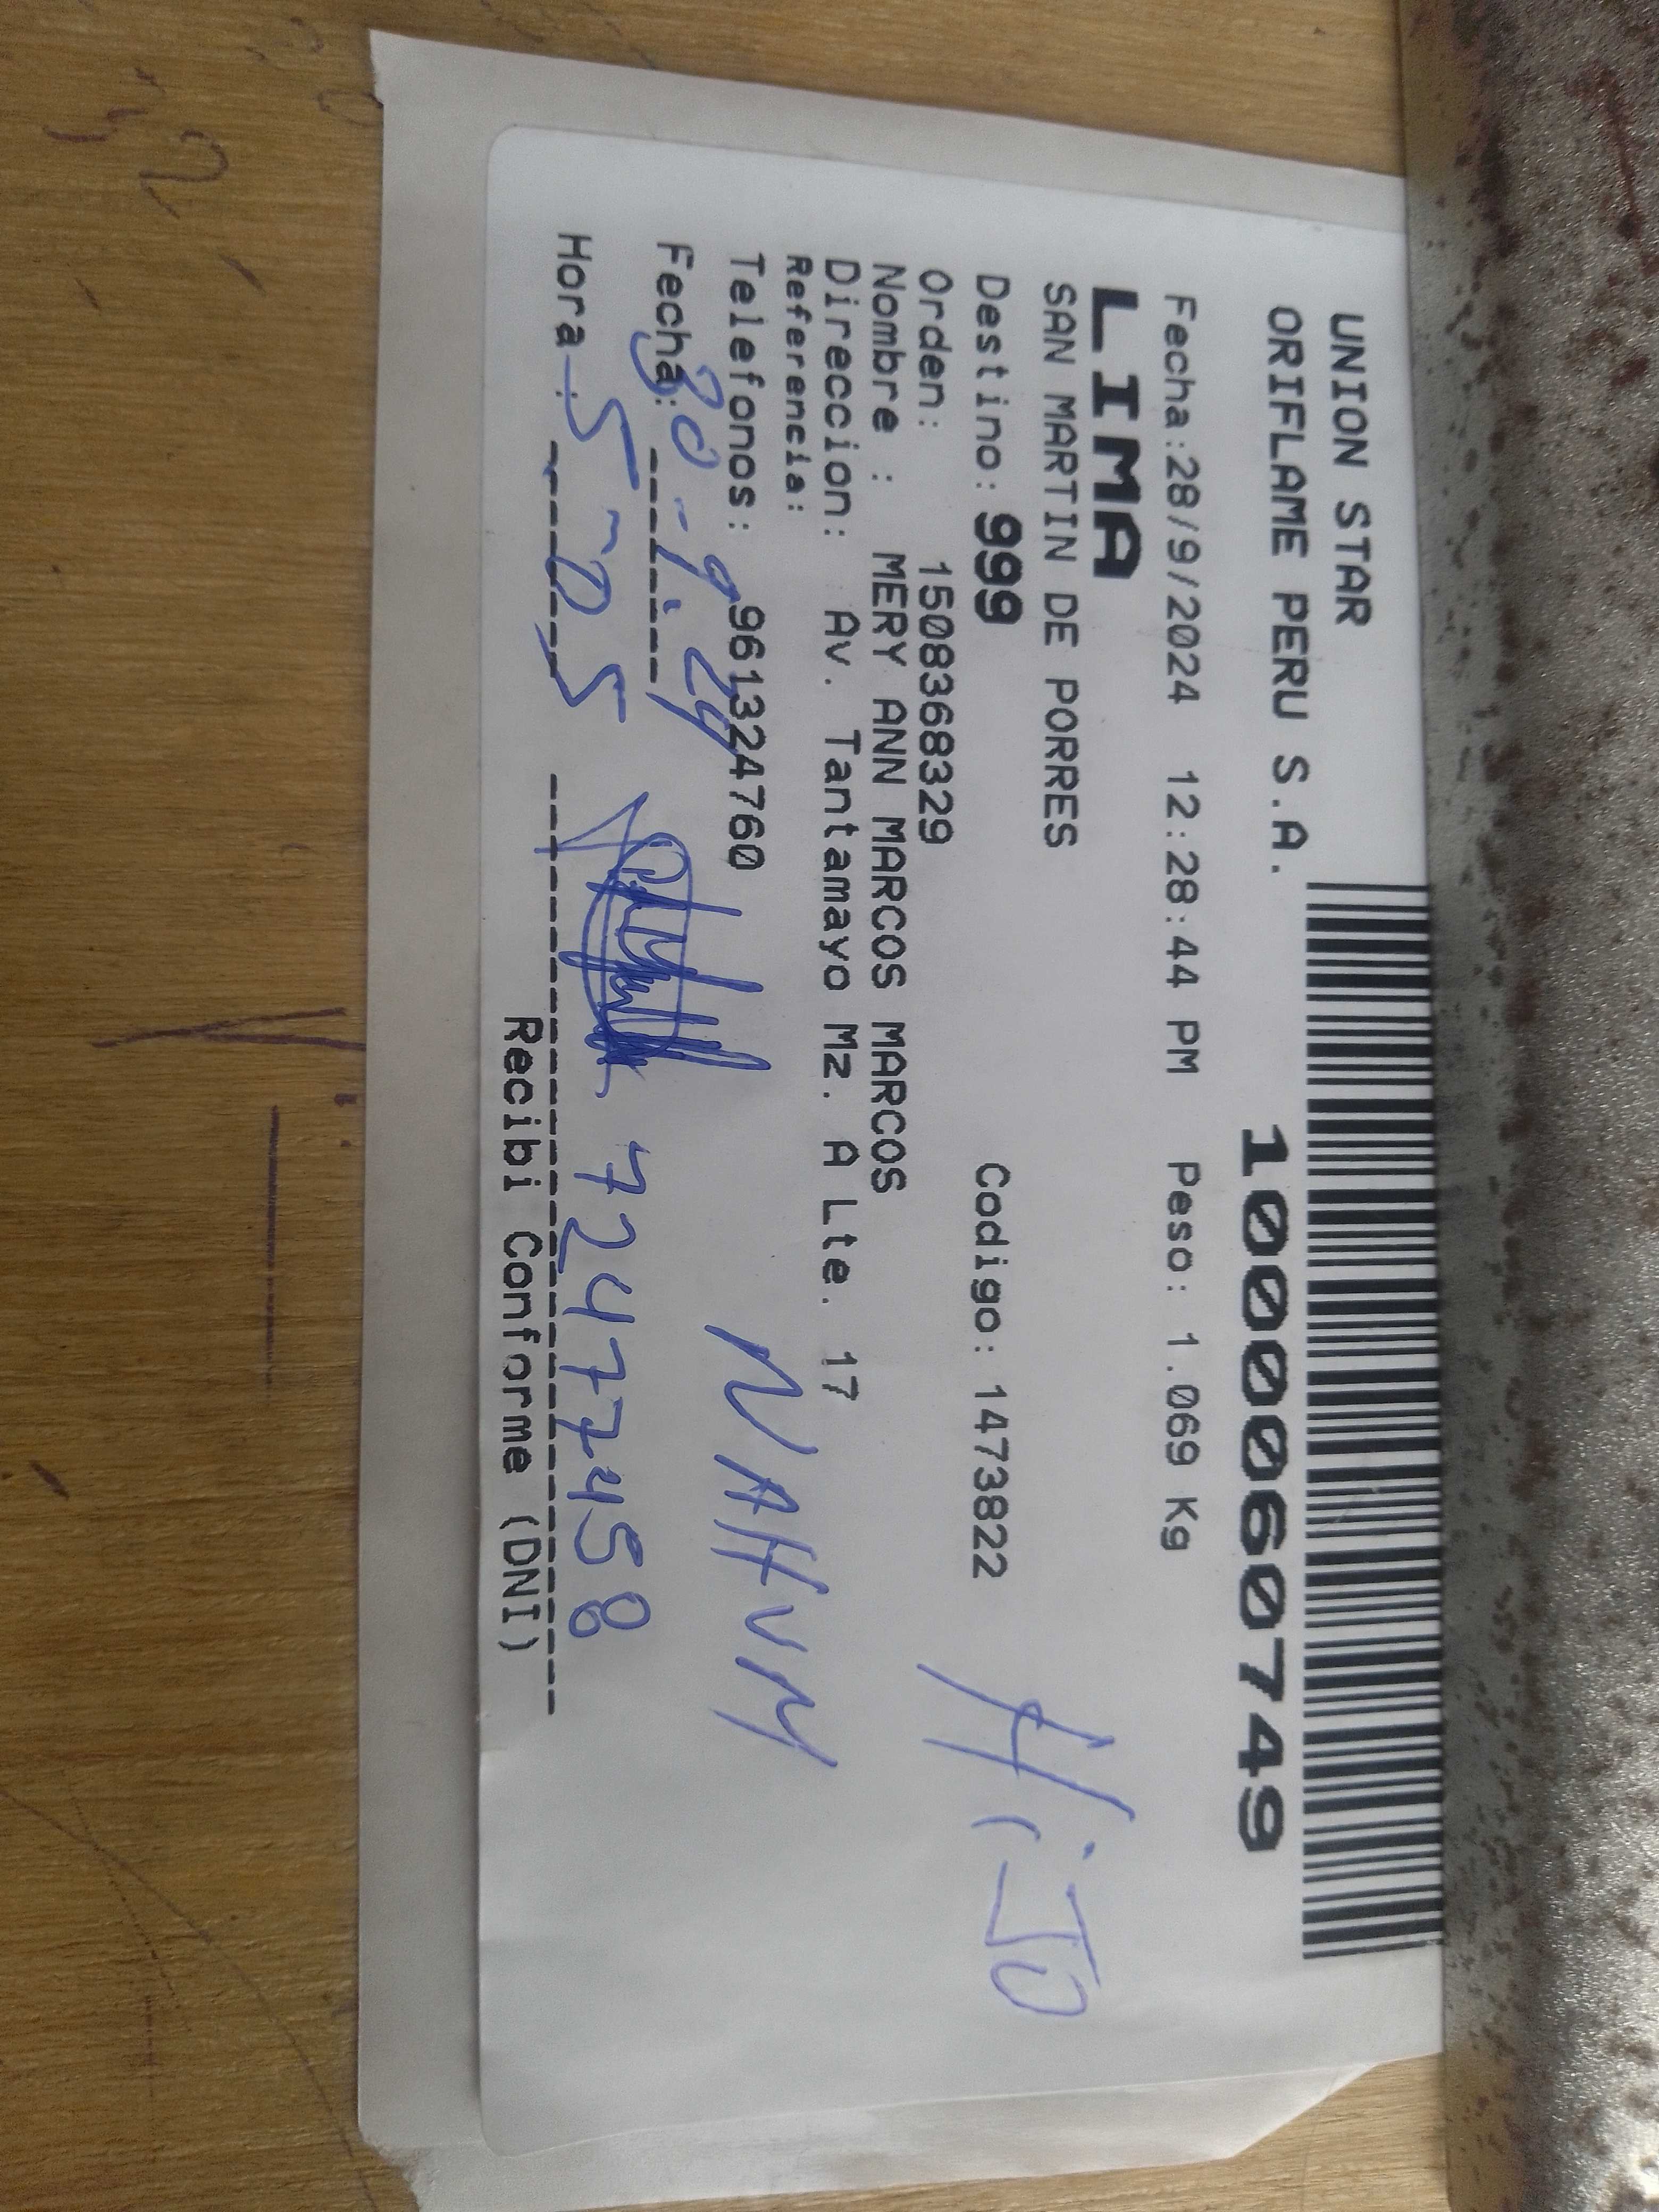 UNION STAR
ORIFLAME PERU S.A.
10000060749
Fecha:28/9/2024 12:28:44 PM Peso: 1.069 Kg
LIMA
SAN MARTIN DE PORRES
Destino: 999 Codigo: 1473822
HiJO
Orden: 1508368329
Nombre : MERY ANN MARCOS MARCOS
Direccion: Av. Tantamayo Mz. A Lte. 17
Referencia:
Telefonos: 961324760
NAHUM
Fecha: 30-9-24
Hora 5-05
72477458
Recibi Conforme (DNI)